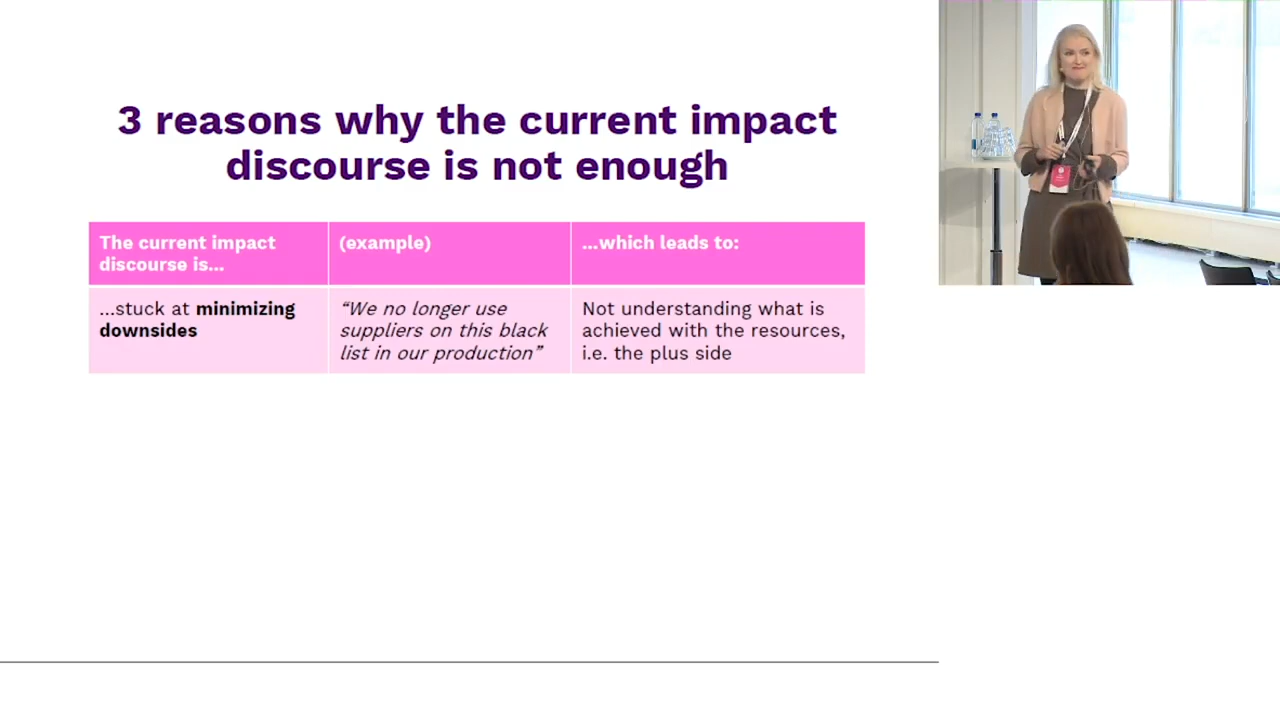 3 reasons why the current impact
discourse is not enough
The current impact
discourse is...
(example)
...which leads to:
...stuck at minimizing
downsides
“We no longer use
suppliers on this black
list in our production”
Not understanding what is
achieved with the resources,
i.e. the plus side